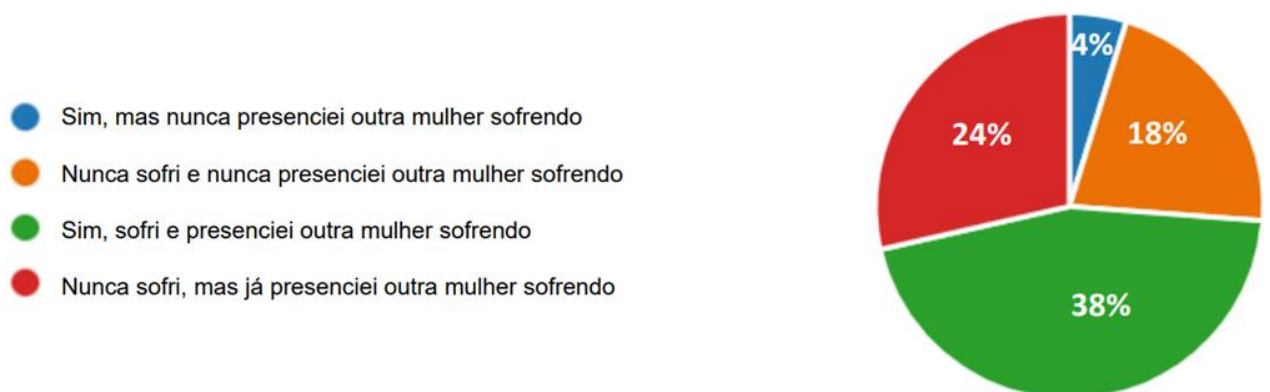 Sim, mas nunca presenciei outra mulher sofrendo
Nunca sofri e nunca presenciei outra mulher sofrendo
Sim, sofri e presenciei outra mulher sofrendo
Nunca sofri, mas já presenciei outra mulher sofrendo
4%
18%
24%
38%